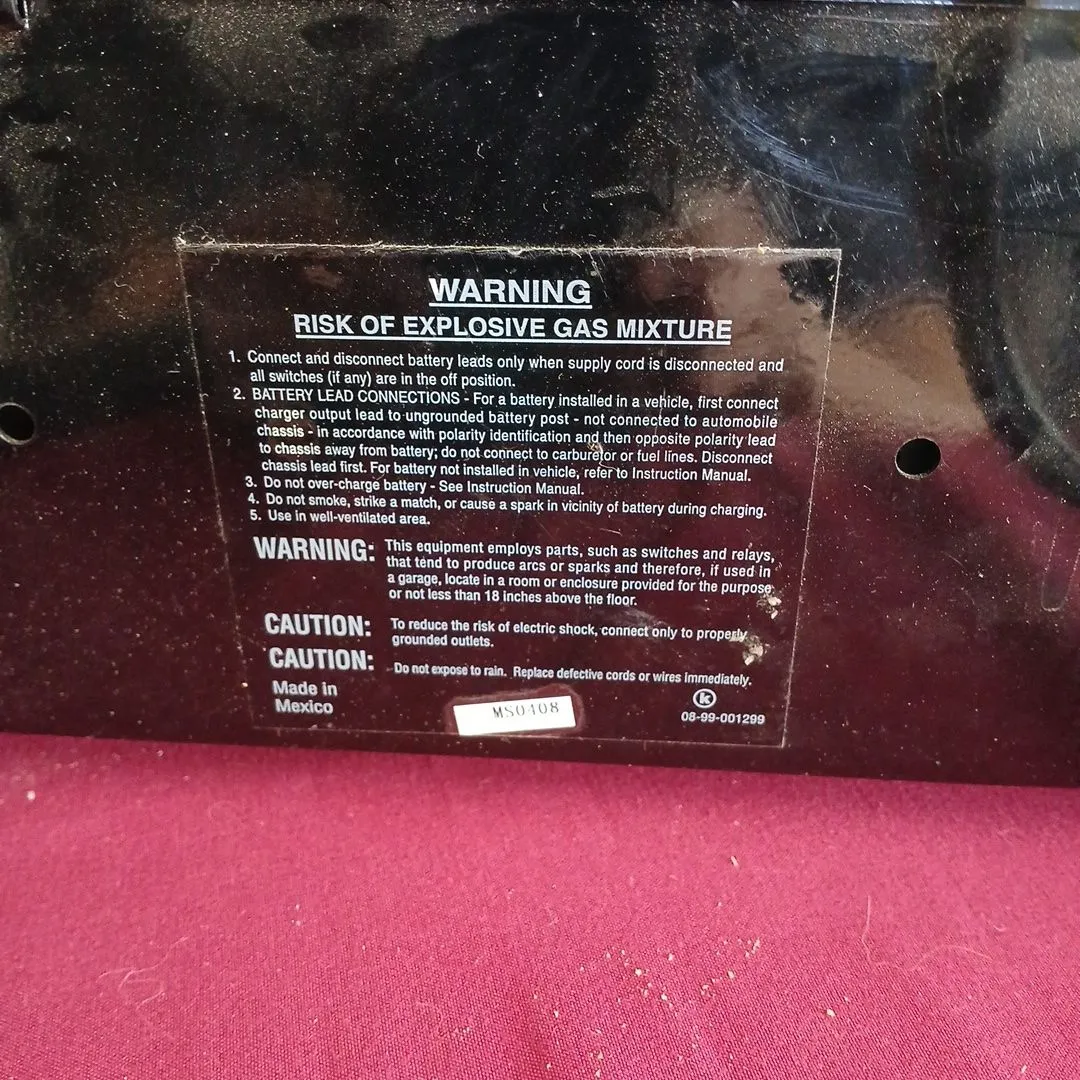 WARNING
RISK OF EXPLOSIVE GAS MIXTURE
1. Connect and disconnect battery leads only when supply cord is disconnected and
all switches (if any) are in the off position.
2. BATTERY LEAD CONNECTIONS - For a battery installed in a vehicle, first connect
charger output lead to ungrounded battery post - not connected to automobile
chassis - in accordance with polarity identification and then opposite polarity lead
to chassis away from battery; do not connect to carburetor or fuel lines. Disconnect
chassis lead first. For battery not installed in vehicle, refer to Instruction Manual.
3. Do not over-charge battery - See Instruction Manual.
4. Do not smoke, strike a match, or cause a spark in vicinity of battery during charging.
5. Use in well-ventilated area.
WARNING: This equipment employs parts, such as switches and relays,
that tend to produce arcs or sparks and therefore, if used in
a garage, locate in a room or enclosure provided for the purpose
or not less than 18 inches above the floor.
CAUTION: To reduce the risk of electric shock, connect only to properly
grounded outlets.
CAUTION: Do not expose to rain. Replace defective cords or wires immediately.
Made in
Mexico
MS0408
k
08-99-001299